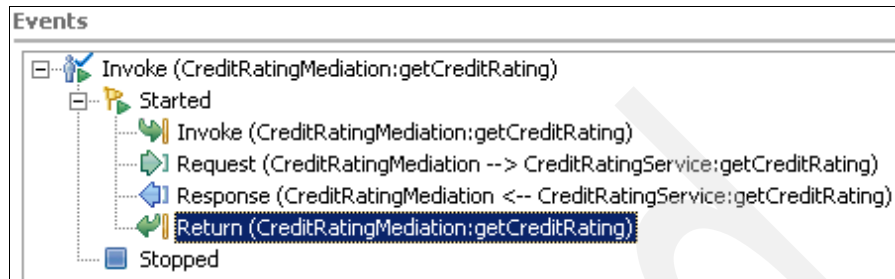 Events
Invoke (CreditRatingMediation:getCreditRating)
Started
Invoke (CreditRatingMediation:getCreditRating)
Request (CreditRatingMediation --> CreditRatingService:getCreditRating)
Response (CreditRatingMediation <-- CreditRatingService:getCreditRating)
Return (CreditRatingMediation:getCreditRating)
Stopped